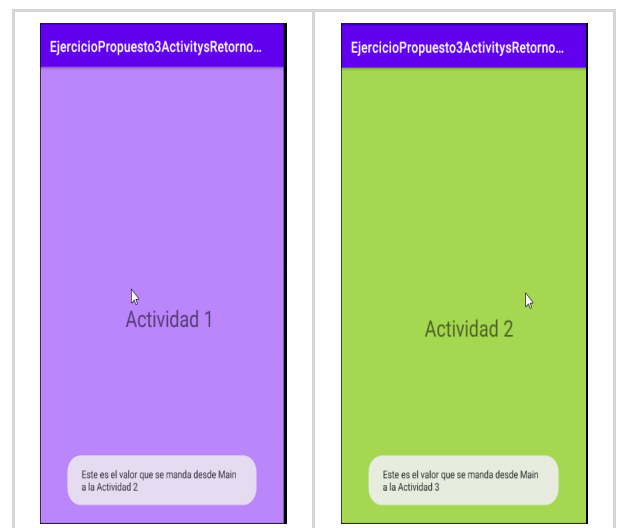 EjercicioPropuesto3ActivitysRetorno...
Actividad 1
Este es el valor que se manda desde Main
a la Actividad 2
EjercicioPropuesto3ActivitysRetorno...
Actividad 2
Este es el valor que se manda desde Main
a la Actividad 3